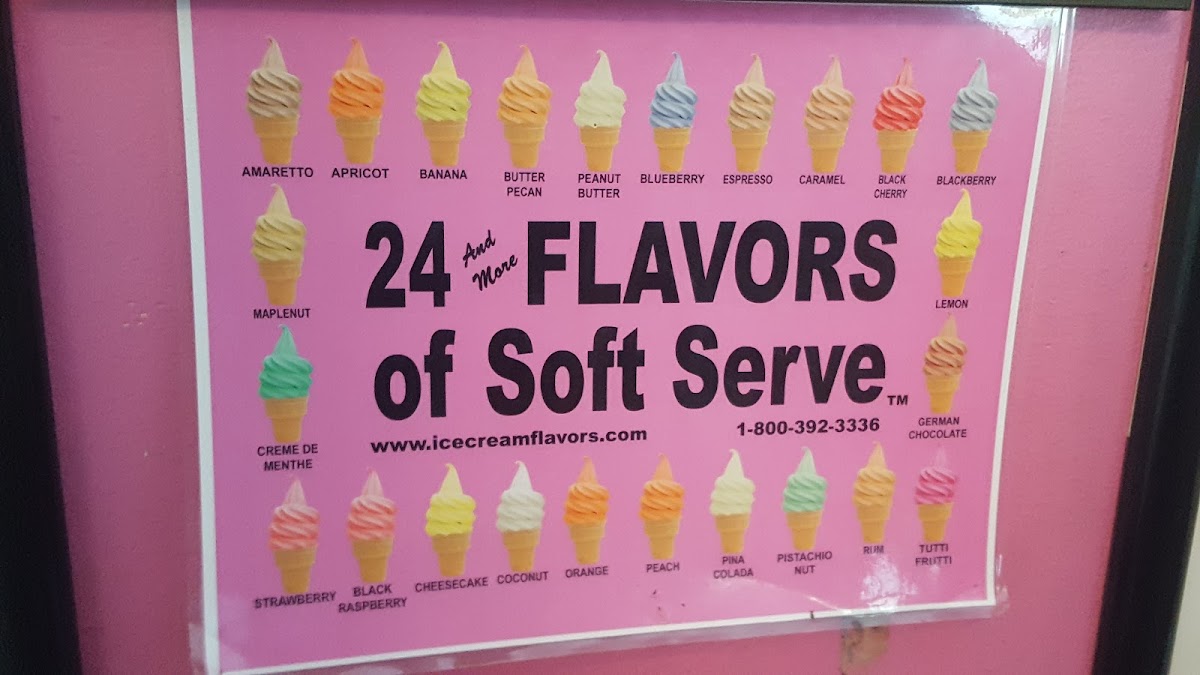 AMARETTO
APRICOT
BANANA
BUTTER
PECAN
PEANUT
BUTTER
BLUEBERRY
ESPRESSO
CARAMEL
BLACK
CHERRY
BLACKBERRY
MAPLENUT
24 And More FLAVORS
LEMON
of Soft Serve TM
CREME DE
MENTHE
GERMAN
CHOCOLATE
www.icecreamflavors.com
1-800-392-3336
STRAWBERRY
BLACK
RASPBERRY
CHEESECAKE
COCONUT
ORANGE
PEACH
PINA
COLADA
PISTACHIO
NUT
RUM
TUTTI
FRUTTI